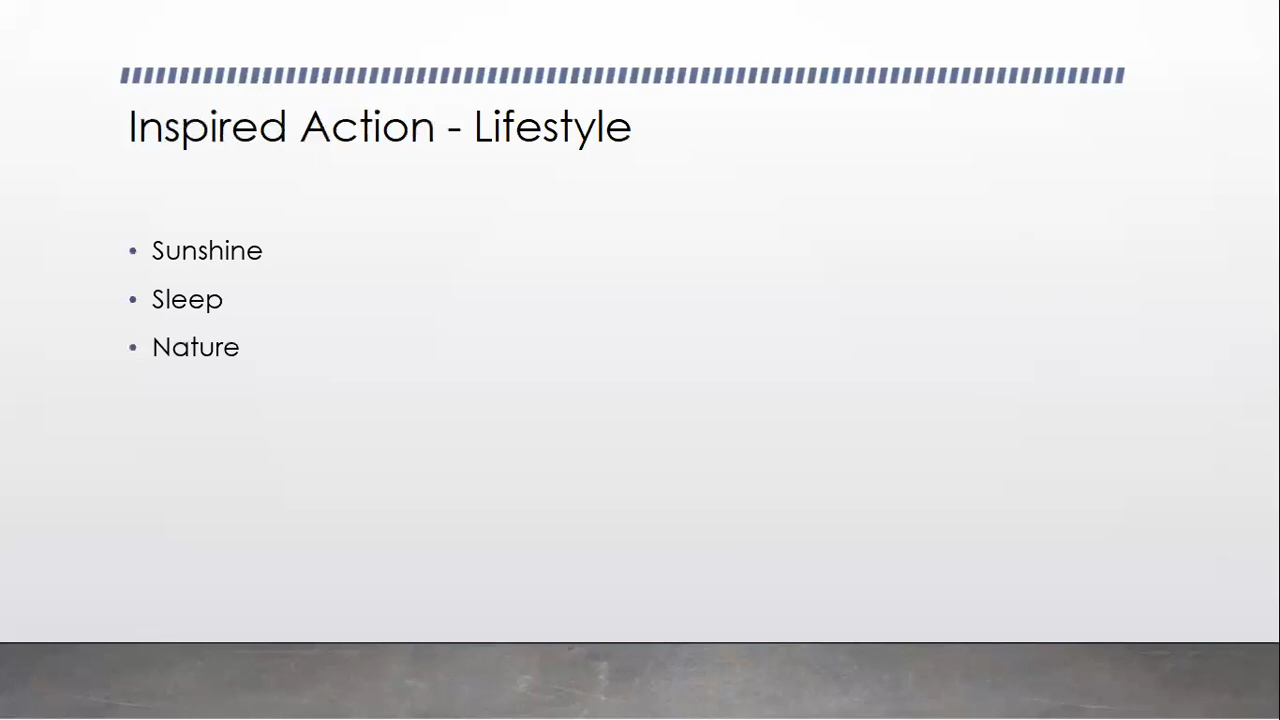 Inspired Action - Lifestyle
• Sunshine
• Sleep
• Nature